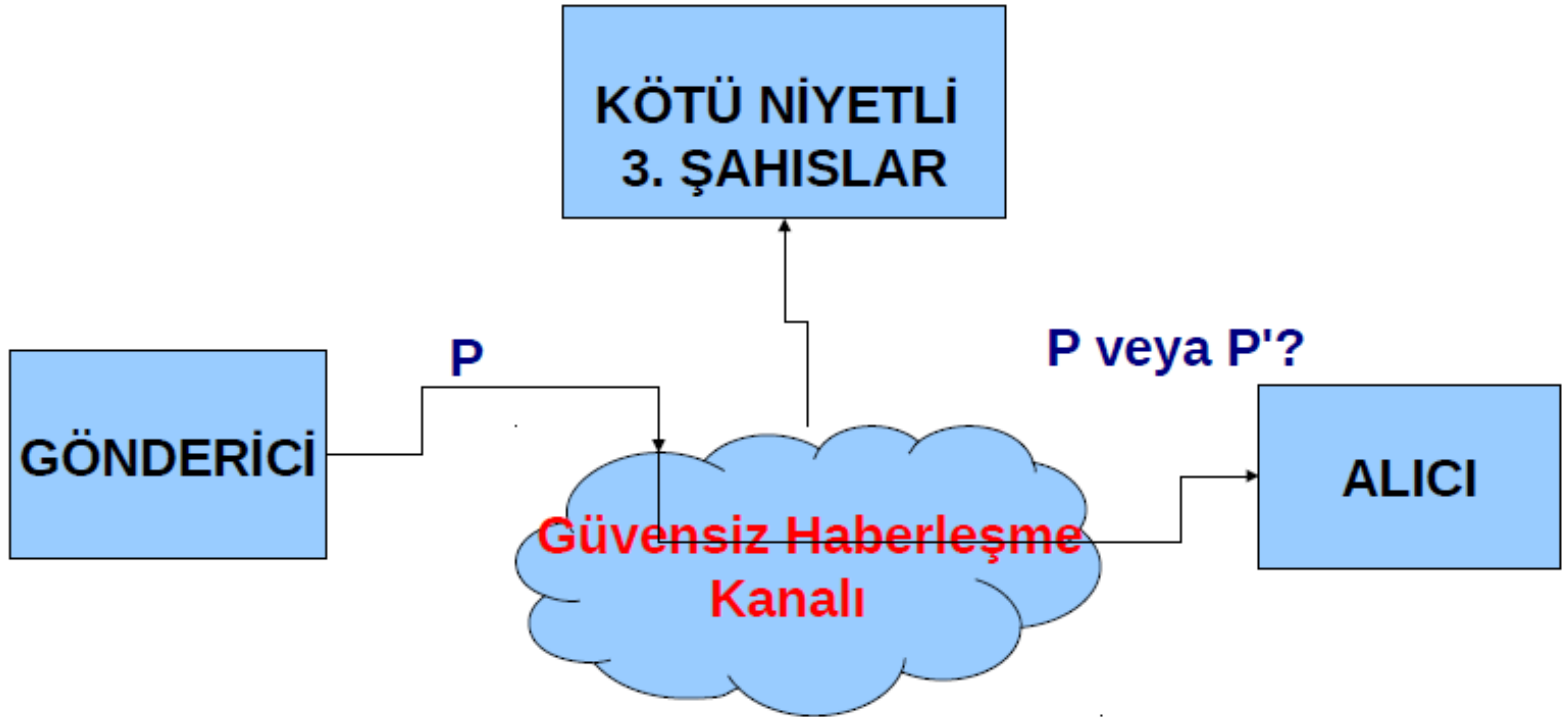 KÖTÜ NİYETLİ
3. ŞAHISLAR
P
P veya P'?
GÖNDERİCİ
ALICI
Güvensiz Haberleşme
Kanalı